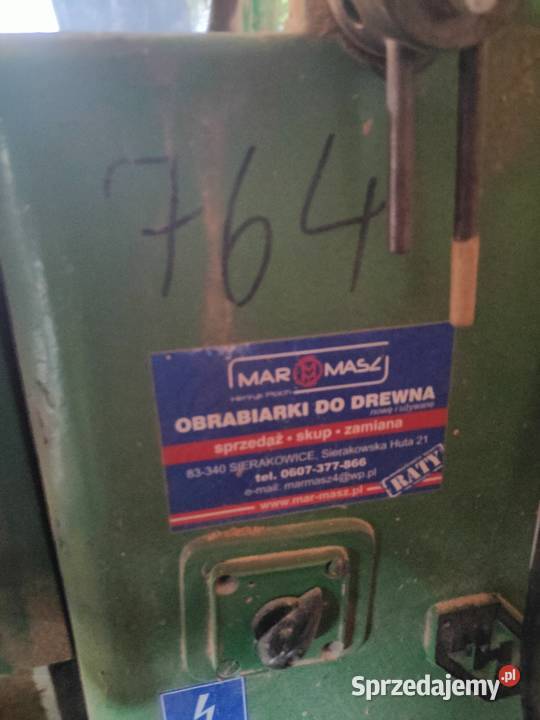 764
MAR MASZ
Henryk Ploch
OBRABIARKI DO DREWNA
nowe i używane
sprzedaż • skup • zamiana
83-340 SIERAKOWICE, Sierakowska Huta 21
tel. 0607-377-866
e-mail: marmasz4@wp.pl
www.mar-masz.pl
RATY
Sprzedajemy.pl